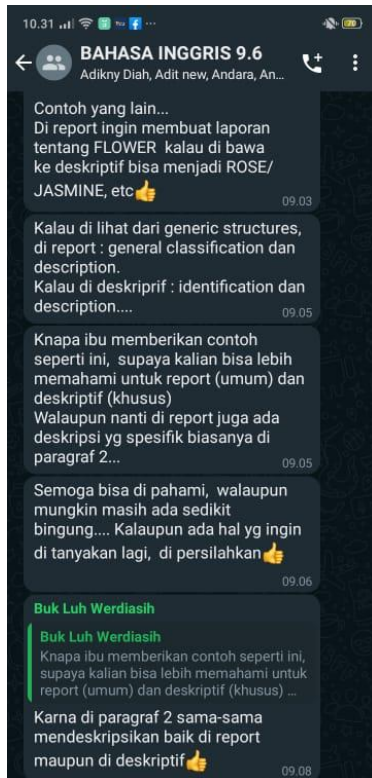 10.31
70
BAHASA INGGRIS 9.6
Adikny Diah, Adit new, Andara, An...
Contoh yang lain...
Di report ingin membuat laporan
tentang FLOWER kalau di bawa
ke deskriptif bisa menjadi ROSE/
JASMINE, etc👍
09.03
Kalau di lihat dari generic structures,
di report : general classification dan
description.
Kalau di deskriprif : identification dan
description....
09.05
Knapa ibu memberikan contoh
seperti ini, supaya kalian bisa lebih
memahami untuk report (umum) dan
deskriptif (khusus)
Walaupun nanti di report juga ada
deskripsi yg spesifik biasanya di
paragraf 2...
09.05
Semoga bisa di pahami, walaupun
mungkin masih ada sedikit
bingung.... Kalaupun ada hal yg ingin
di tanyakan lagi, di persilahkan👍
09.06
Buk Luh Werdiasih
Buk Luh Werdiasih
Knapa ibu memberikan contoh seperti ini,
supaya kalian bisa lebih memahami untuk
report (umum) dan deskriptif (khusus) ...
Karna di paragraf 2 sama-sama
mendeskripsikan baik di report
maupun di deskriptif👍
09.08